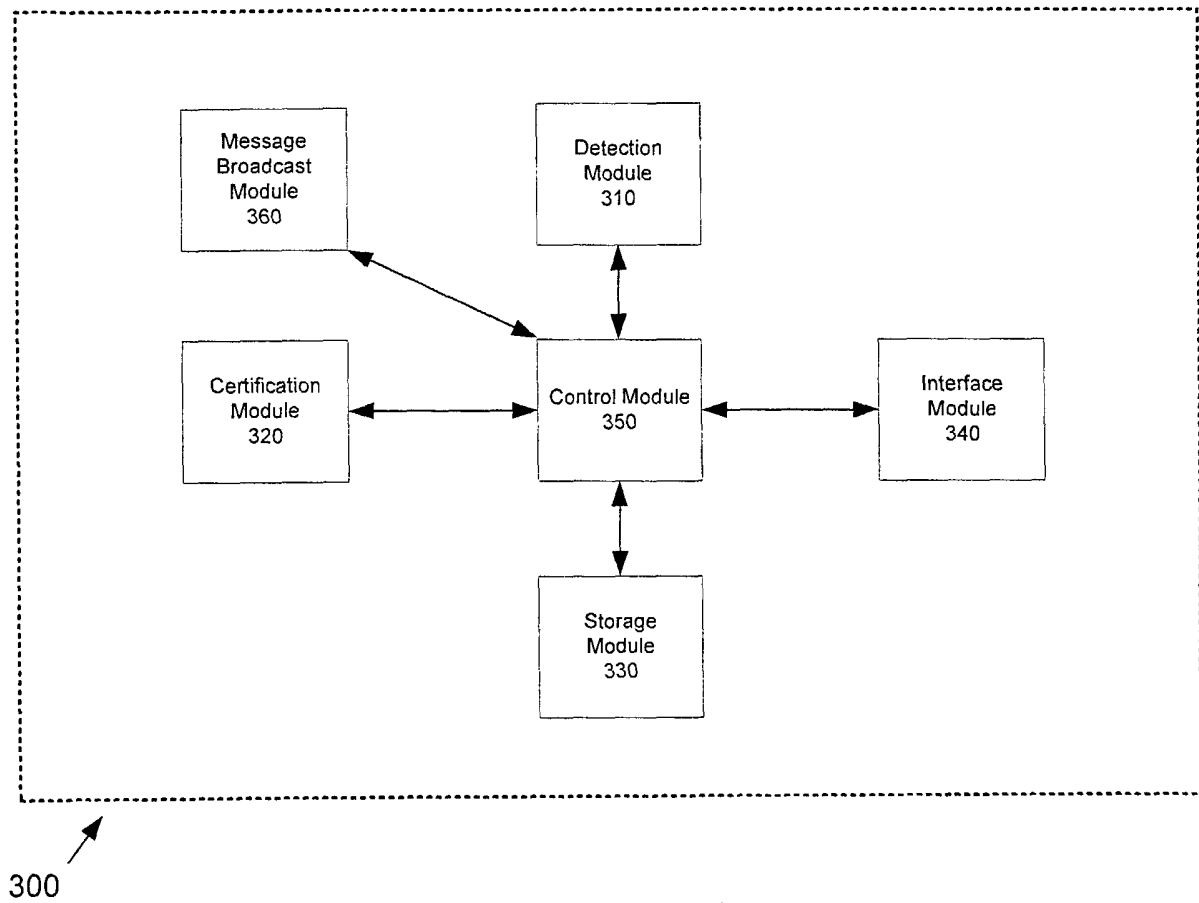 Message
Broadcast
Module
360
Detection
Module
310
Certification
Module
320
Control Module
350
Interface
Module
340
Storage
Module
330
300